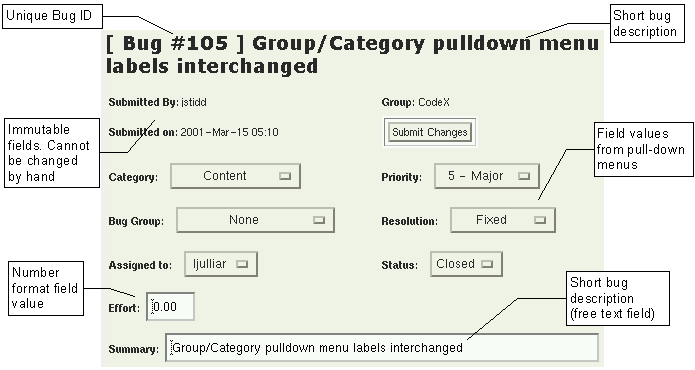 Unique Bug ID
Short bug
description
[ Bug #105 ] Group/Category pulldown menu
labels interchanged
Submitted By: jstidd
Group: CodeX
Immutable
fields. Cannot
be changed
by hand
Submitted on: 2001-Mar-15 05:10
Submit Changes
Field values
from pull-down
menus
Category: Content
Priority: 5 - Major
Bug Group: None
Resolution: Fixed
Assigned to: ljulliar
Status: Closed
Number
format field
value
Effort: 0.00
Short bug
description
(free text field)
Summary: Group/Category pulldown menu labels interchanged